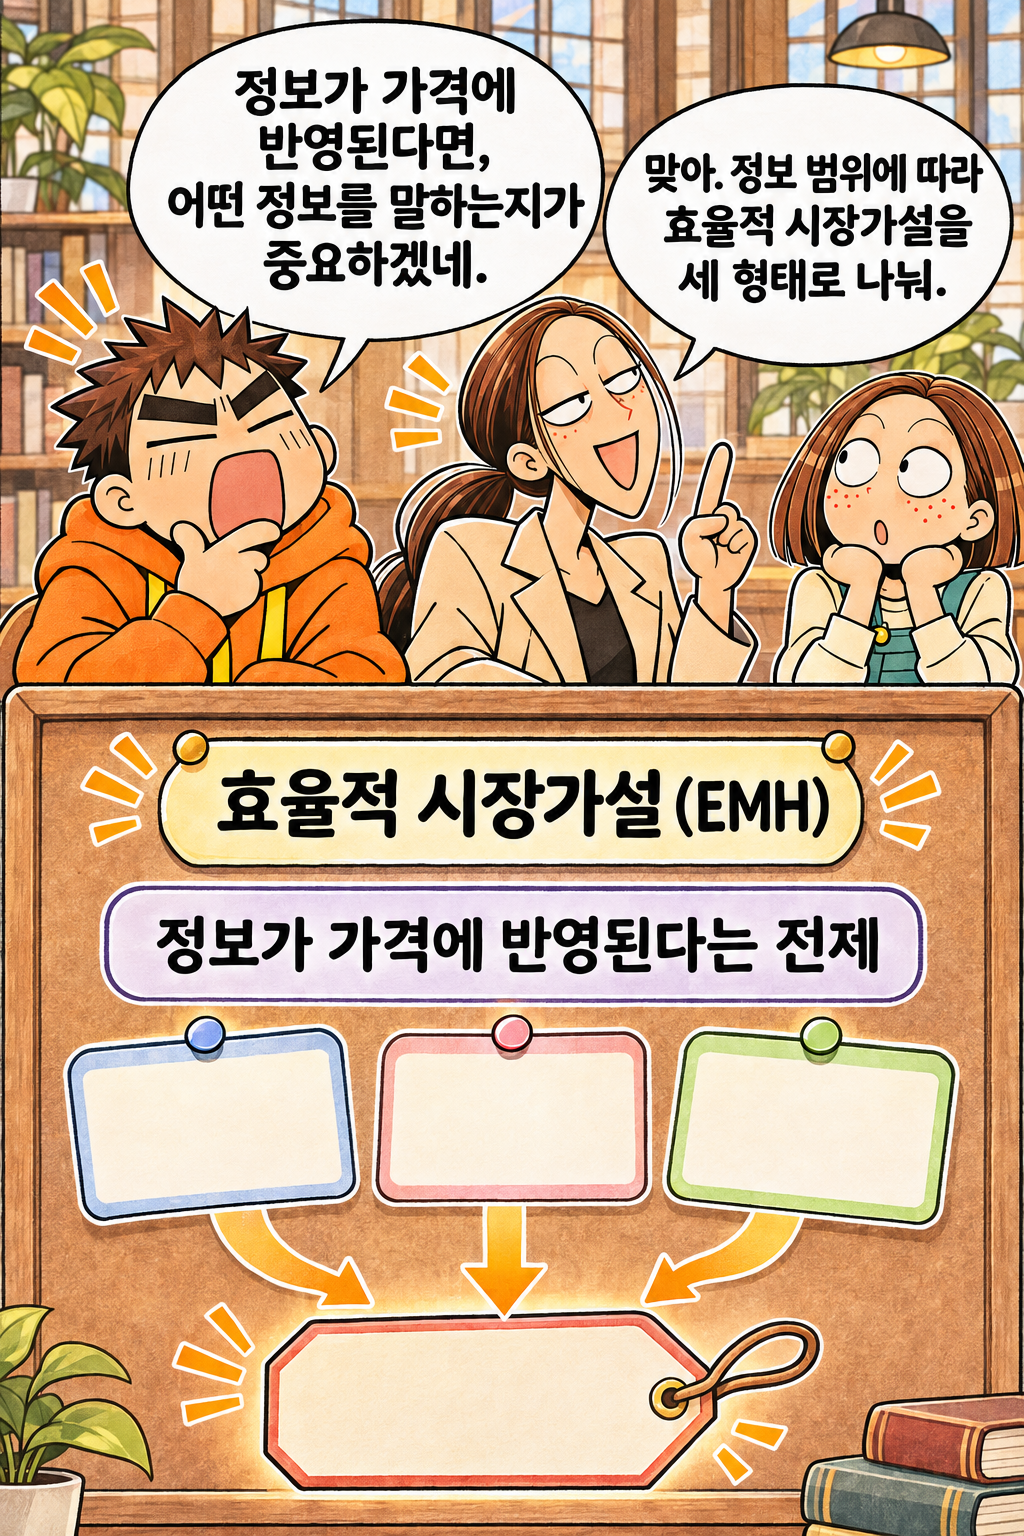 정보가 가격에
반영된다면,
어떤 정보를 말하는지가
중요하겠네.
맞아. 정보 범위에 따라
효율적 시장가설을
세 형태로 나눠.
효율적 시장가설 (EMH)
정보가 가격에 반영된다는 전제